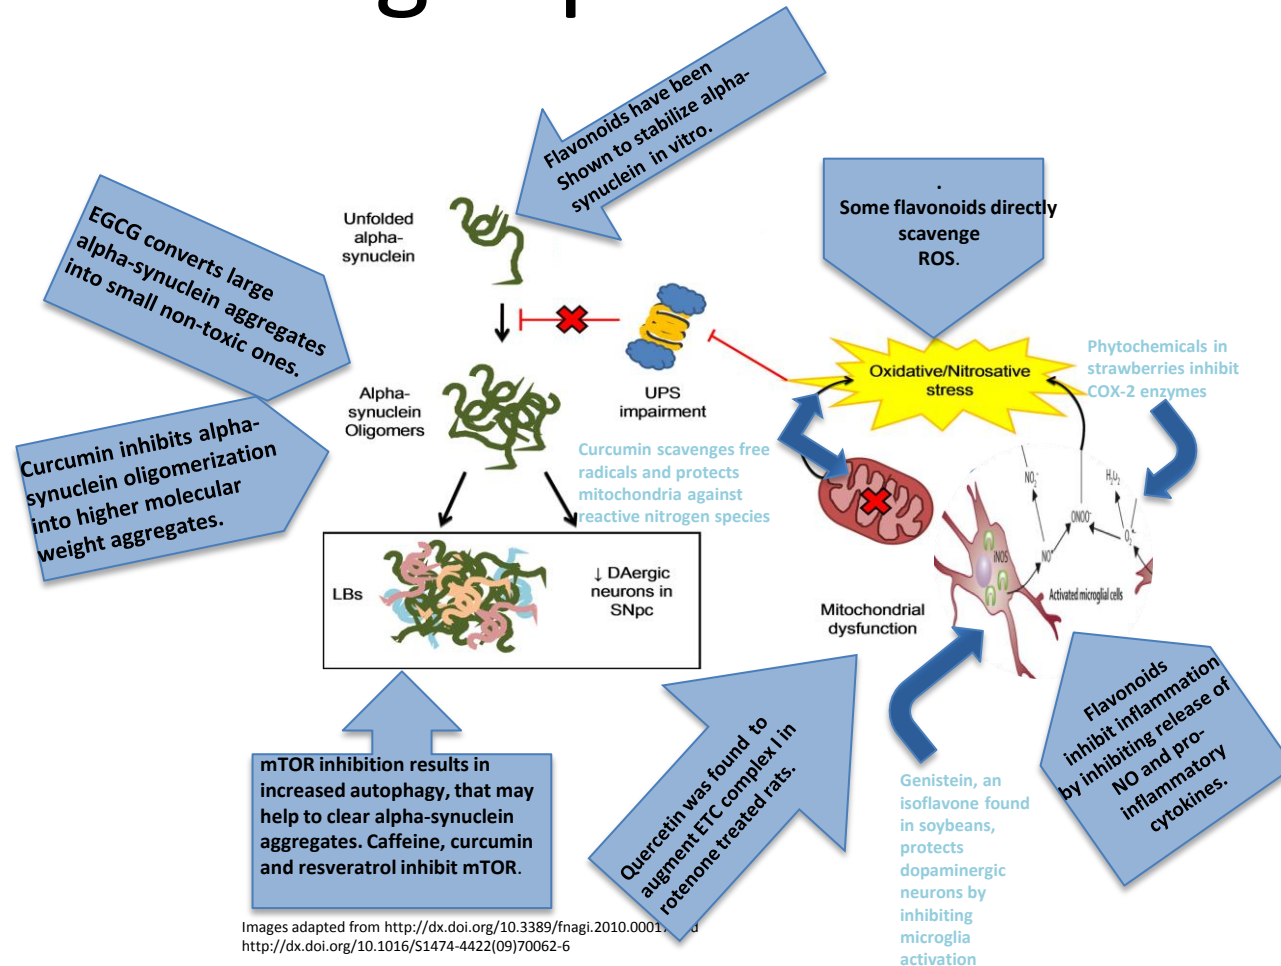 Flavonoids have been
Shown to stabilize alpha-
synuclein in vitro.
.
Some flavonoids directly
scavenge
ROS.
EGCG converts large
alpha-synuclein aggregates
into small non-toxic ones.
Unfolded
alpha-
synuclein
Oxidative/Nitrosative
stress
Phytochemicals in
strawberries inhibit
COX-2 enzymes
Alpha-
synuclein
Oligomers
UPS
impairment
Curcumin inhibits alpha-
synuclein oligomerization
into higher molecular
weight aggregates.
Curcumin scavenges free
radicals and protects
mitochondria against
reactive nitrogen species
NO₂⁻
H₂O₂
ONOO⁻
O₂⁻
iNOS
NO•
Activated microglial cells
LBs
↓ DAergic
neurons in
SNpc
Mitochondrial
dysfunction
Flavonoids
inhibit inflammation
by inhibiting release of
NO and pro-
inflammatory
cytokines.
mTOR inhibition results in
increased autophagy, that may
help to clear alpha-synuclein
aggregates. Caffeine, curcumin
and resveratrol inhibit mTOR.
Quercetin was found to
augment ETC complex I in
rotenone treated rats.
Genistein, an
isoflavone found
in soybeans,
protects
dopaminergic
neurons by
inhibiting
microglia
activation
Images adapted from http://dx.doi.org/10.3389/fnagi.2010.0001
http://dx.doi.org/10.1016/S1474-4422(09)70062-6